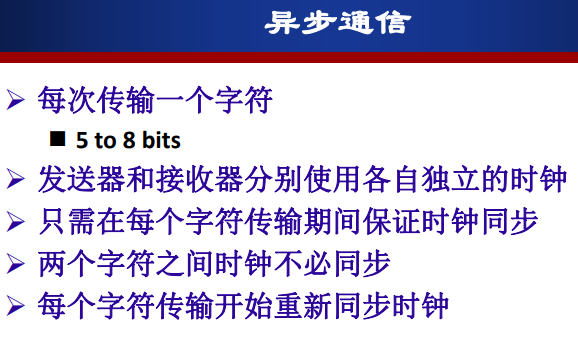 异步通信
每次传输一个字符
5 to 8 bits
发送器和接收器分别使用各自独立的时钟
只需在每个字符传输期间保证时钟同步
两个字符之间时钟不必同步
每个字符传输开始重新同步时钟